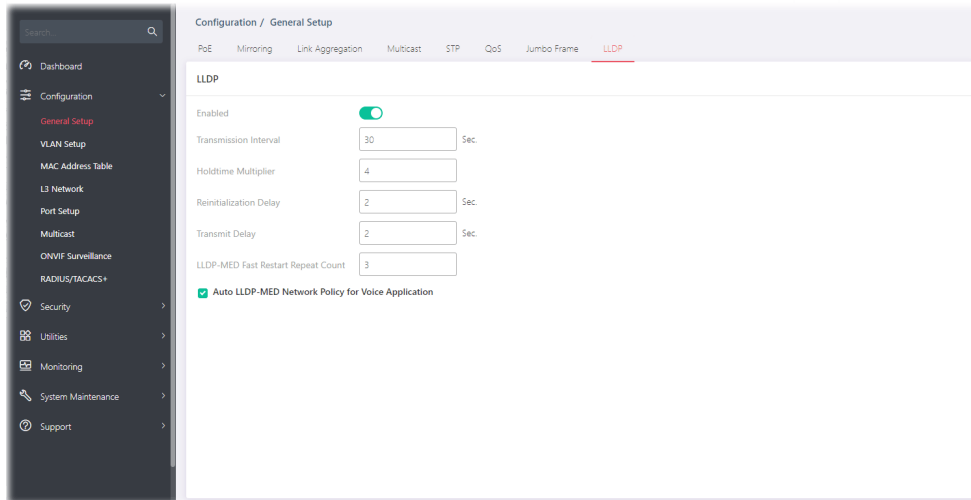 Search...
Dashboard
Configuration
General Setup
VLAN Setup
MAC Address Table
L3 Network
Port Setup
Multicast
ONVIF Surveillance
RADIUS/TACACS+
Security
Utilities
Monitoring
System Maintenance
Support
Configuration / General Setup
PoE Mirroring Link Aggregation Multicast STP QoS Jumbo Frame LLDP
LLDP
Enabled
Transmission Interval 30 Sec.
Holdtime Multiplier 4
Reinitialization Delay 2 Sec.
Transmit Delay 2 Sec.
LLDP-MED Fast Restart Repeat Count 3
Auto LLDP-MED Network Policy for Voice Application